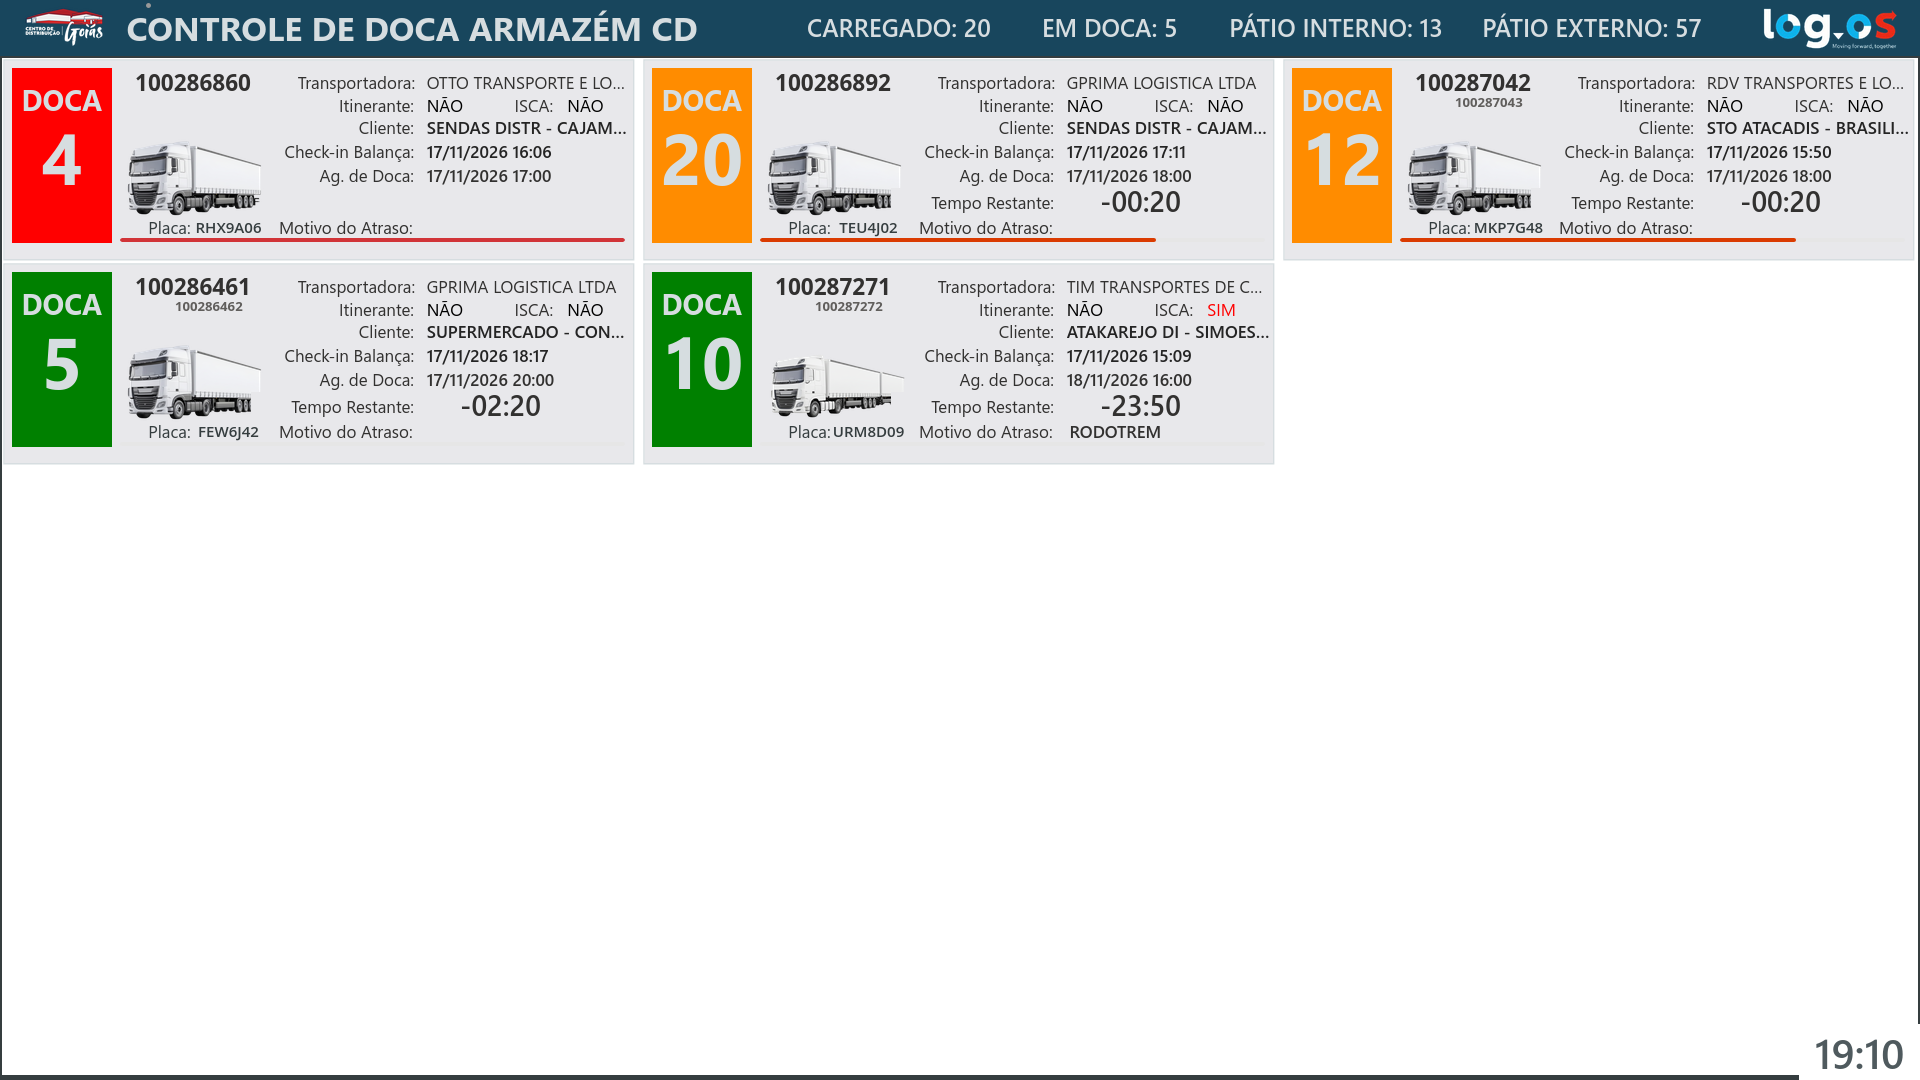 CENTRO DE DISTRIBUIÇÃO Goiás
CONTROLE DE DOCA ARMAZÉM CD
CARREGADO: 20
EM DOCA: 5
PÁTIO INTERNO: 13
PÁTIO EXTERNO: 57
log.os
Moving forward, together
DOCA
4
100286860
Transportadora: OTTO TRANSPORTE E LO...
Itinerante: NÃO ISCA: NÃO
Cliente: SENDAS DISTR - CAJAM...
Check-in Balança: 17/11/2026 16:06
Ag. de Doca: 17/11/2026 17:00
Placa: RHX9A06 Motivo do Atraso:
DOCA
20
100286892
Transportadora: GPRIMA LOGISTICA LTDA
Itinerante: NÃO ISCA: NÃO
Cliente: SENDAS DISTR - CAJAM...
Check-in Balança: 17/11/2026 17:11
Ag. de Doca: 17/11/2026 18:00
Tempo Restante: -00:20
Placa: TEU4J02 Motivo do Atraso:
DOCA
12
100287042
100287043
Transportadora: RDV TRANSPORTES E LO...
Itinerante: NÃO ISCA: NÃO
Cliente: STO ATACADIS - BRASILI...
Check-in Balança: 17/11/2026 15:50
Ag. de Doca: 17/11/2026 18:00
Tempo Restante: -00:20
Placa: MKP7G48 Motivo do Atraso:
DOCA
5
100286461
100286462
Transportadora: GPRIMA LOGISTICA LTDA
Itinerante: NÃO ISCA: NÃO
Cliente: SUPERMERCADO - CON...
Check-in Balança: 17/11/2026 18:17
Ag. de Doca: 17/11/2026 20:00
Tempo Restante: -02:20
Placa: FEW6J42 Motivo do Atraso:
DOCA
10
100287271
100287272
Transportadora: TIM TRANSPORTES DE C...
Itinerante: NÃO ISCA: SIM
Cliente: ATAKAREJO DI - SIMOES...
Check-in Balança: 17/11/2026 15:09
Ag. de Doca: 18/11/2026 16:00
Tempo Restante: -23:50
Placa: URM8D09 Motivo do Atraso: RODOTREM
19:10